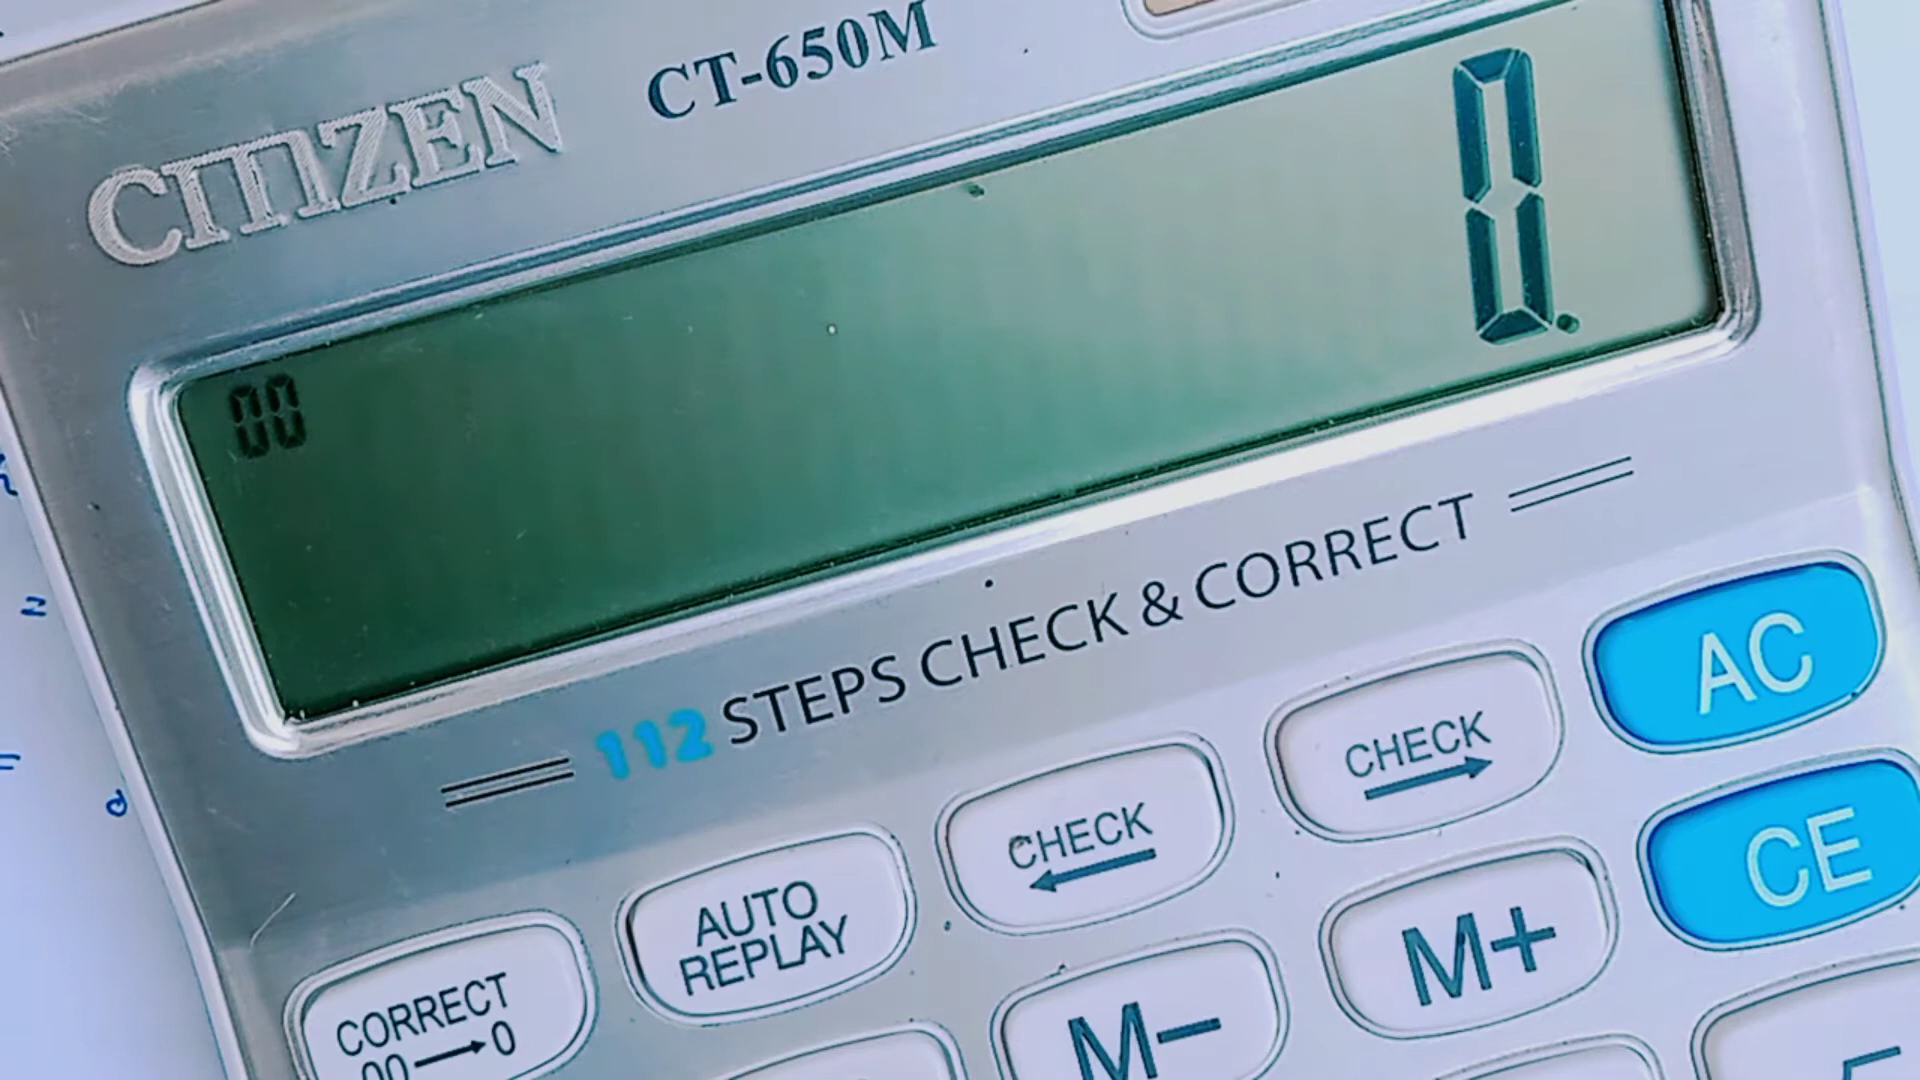 CITIZEN CT-650M
0.
00
112 STEPS CHECK & CORRECT
AC
CHECK
CHECK
CE
AUTO
REPLAY
M+
CORRECT
00→0
M−